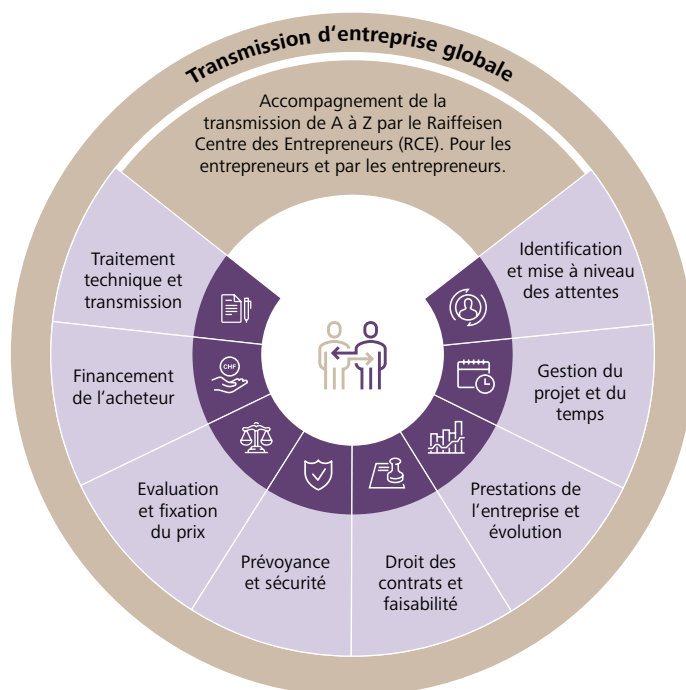 Transmission d‘entreprise globale
Accompagnement de la
transmission de A à Z par le Raiffeisen
Centre des Entrepreneurs (RCE). Pour les
entrepreneurs et par les entrepreneurs.
Identification
et mise à niveau
des attentes
Gestion du
projet et du
temps
Prestations de
l‘entreprise et
évolution
Droit des
contrats et
faisabilité
Prévoyance
et sécurité
Evaluation
et fixation
du prix
Financement
de l’acheteur
CHF
Traitement
technique et
transmission